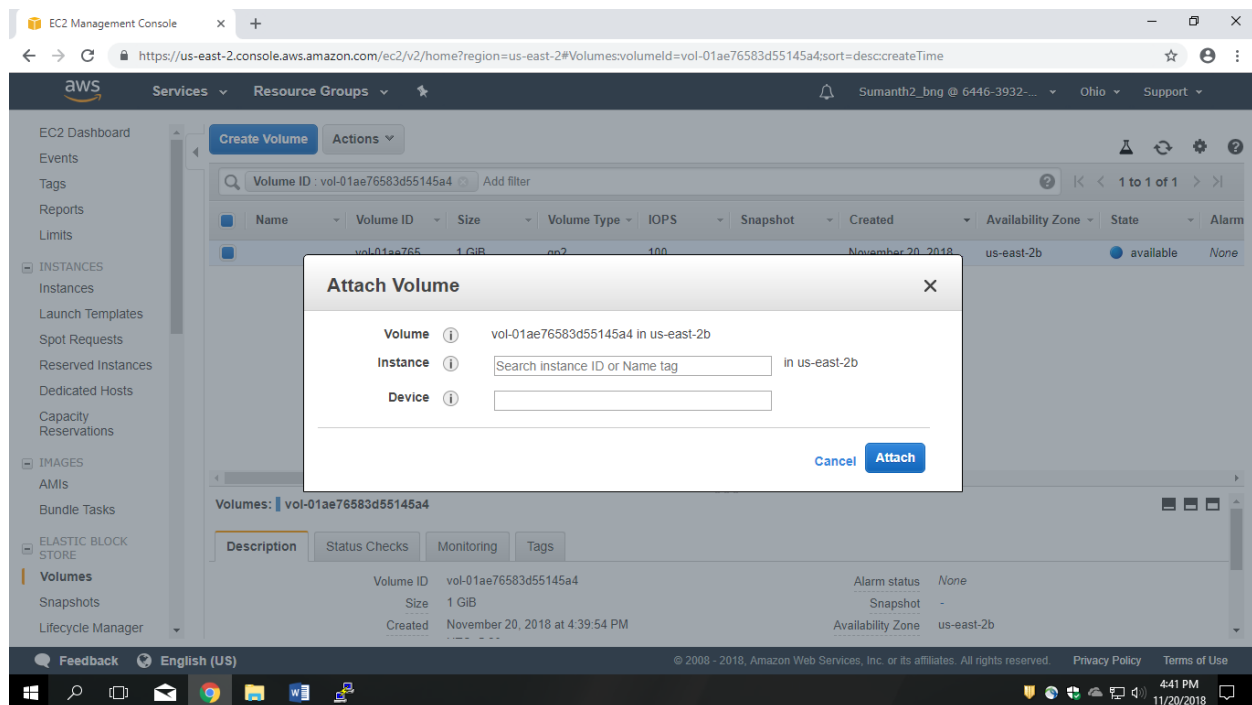 EC2 Management Console
https://us-east-2.console.aws.amazon.com/ec2/v2/home?region=us-east-2#Volumes:volumeId=vol-01ae76583d55145a4;sort=desc:createTime
aws Services Resource Groups Sumanth2_bng @ 6446-3932-... Ohio Support
EC2 Dashboard
Events
Tags
Reports
Limits
INSTANCES
Instances
Launch Templates
Spot Requests
Reserved Instances
Dedicated Hosts
Capacity
Reservations
IMAGES
AMIs
Bundle Tasks
ELASTIC BLOCK
STORE
Volumes
Snapshots
Lifecycle Manager
Create Volume Actions
Volume ID : vol-01ae76583d55145a4 Add filter 1 to 1 of 1
Name Volume ID Size Volume Type IOPS Snapshot Created Availability Zone State Alarm
vol-01ae765 1 GiB gp2 100 November 20, 2018 us-east-2b available None
Attach Volume
Volume vol-01ae76583d55145a4 in us-east-2b
Instance Search instance ID or Name tag in us-east-2b
Device
Cancel Attach
Volumes: vol-01ae76583d55145a4
Description Status Checks Monitoring Tags
Volume ID vol-01ae76583d55145a4 Alarm status None
Size 1 GiB Snapshot -
Created November 20, 2018 at 4:39:54 PM Availability Zone us-east-2b
Feedback English (US) © 2008 - 2018, Amazon Web Services, Inc. or its affiliates. All rights reserved. Privacy Policy Terms of Use
4:41 PM
11/20/2018